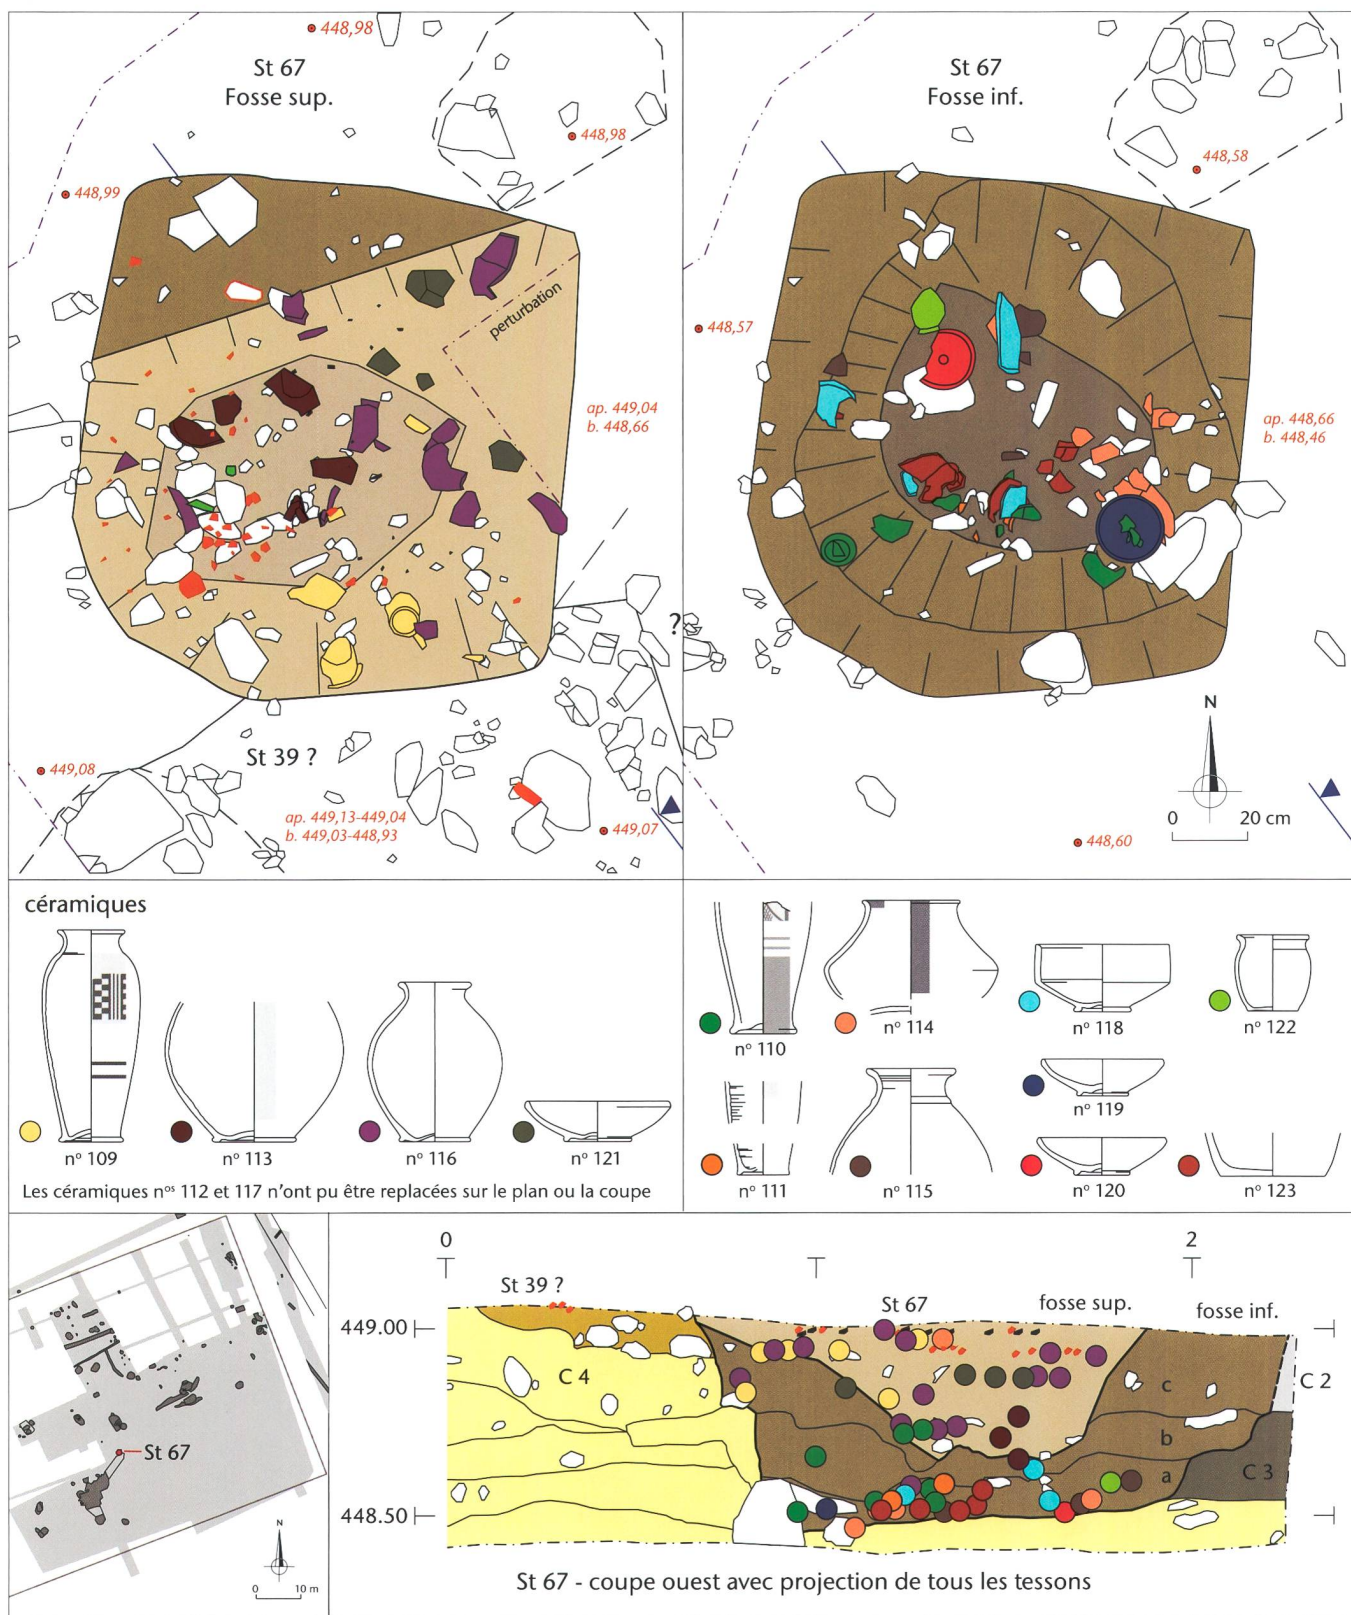 448,98
St 67
Fosse sup.
448,98
448,99
perturbation
ap. 449,04
b. 448,66
?
St 39 ?
449,08
ap. 449,13-449,04
b. 449,03-448,93
449,07
St 67
Fosse inf.
448,58
448,57
ap. 448,66
b. 448,46
N
0 20 cm
448,60
céramiques
n° 109
n° 113
n° 116
n° 121
Les céramiques nos 112 et 117 n'ont pu être replacées sur le plan ou la coupe
n° 110
n° 114
n° 118
n° 122
n° 119
n° 111
n° 115
n° 120
n° 123
St 67
N
0 10 m
0
2
St 39 ?
St 67
fosse sup.
fosse inf.
449.00
C 4
c
C 2
b
a
C 3
448.50
St 67 - coupe ouest avec projection de tous les tessons